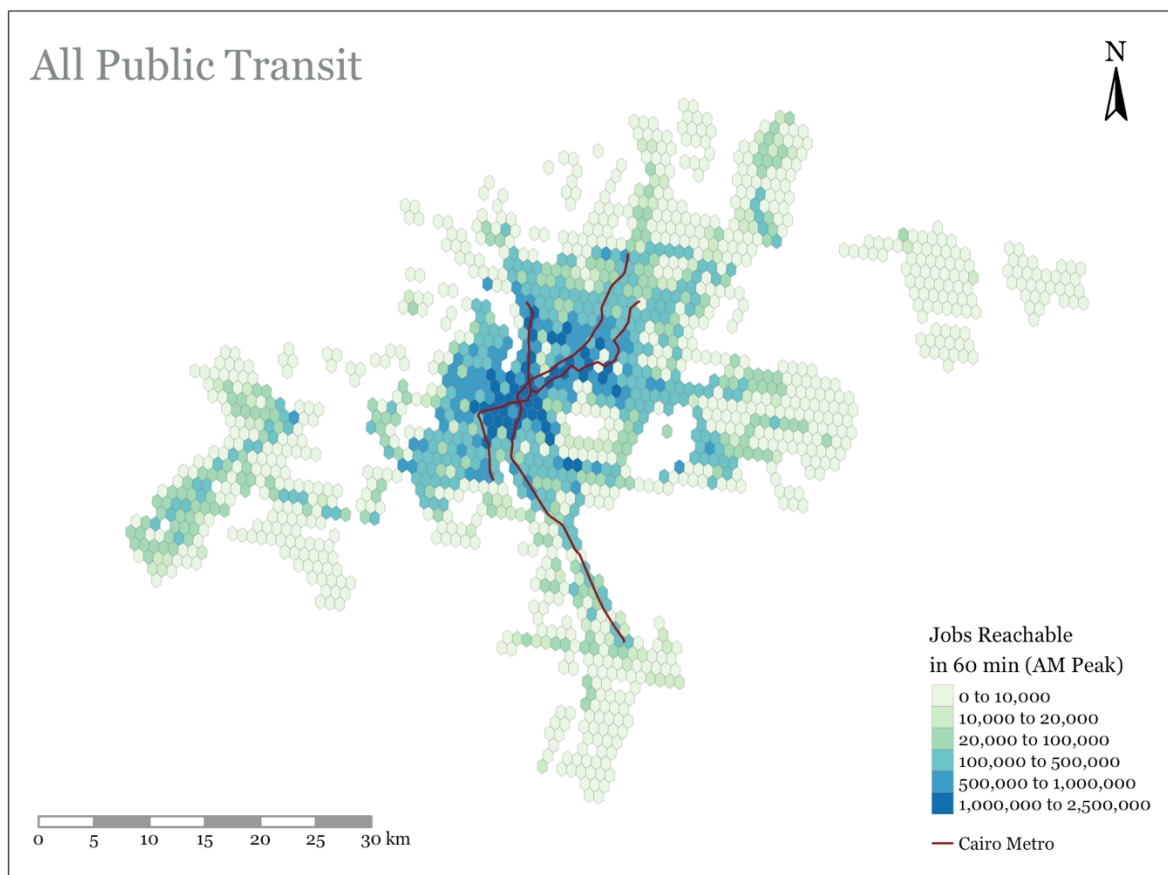 All Public Transit
N
Jobs Reachable
in 60 min (AM Peak)
0 to 10,000
10,000 to 20,000
20,000 to 100,000
100,000 to 500,000
500,000 to 1,000,000
1,000,000 to 2,500,000
Cairo Metro
0 5 10 15 20 25 30 km